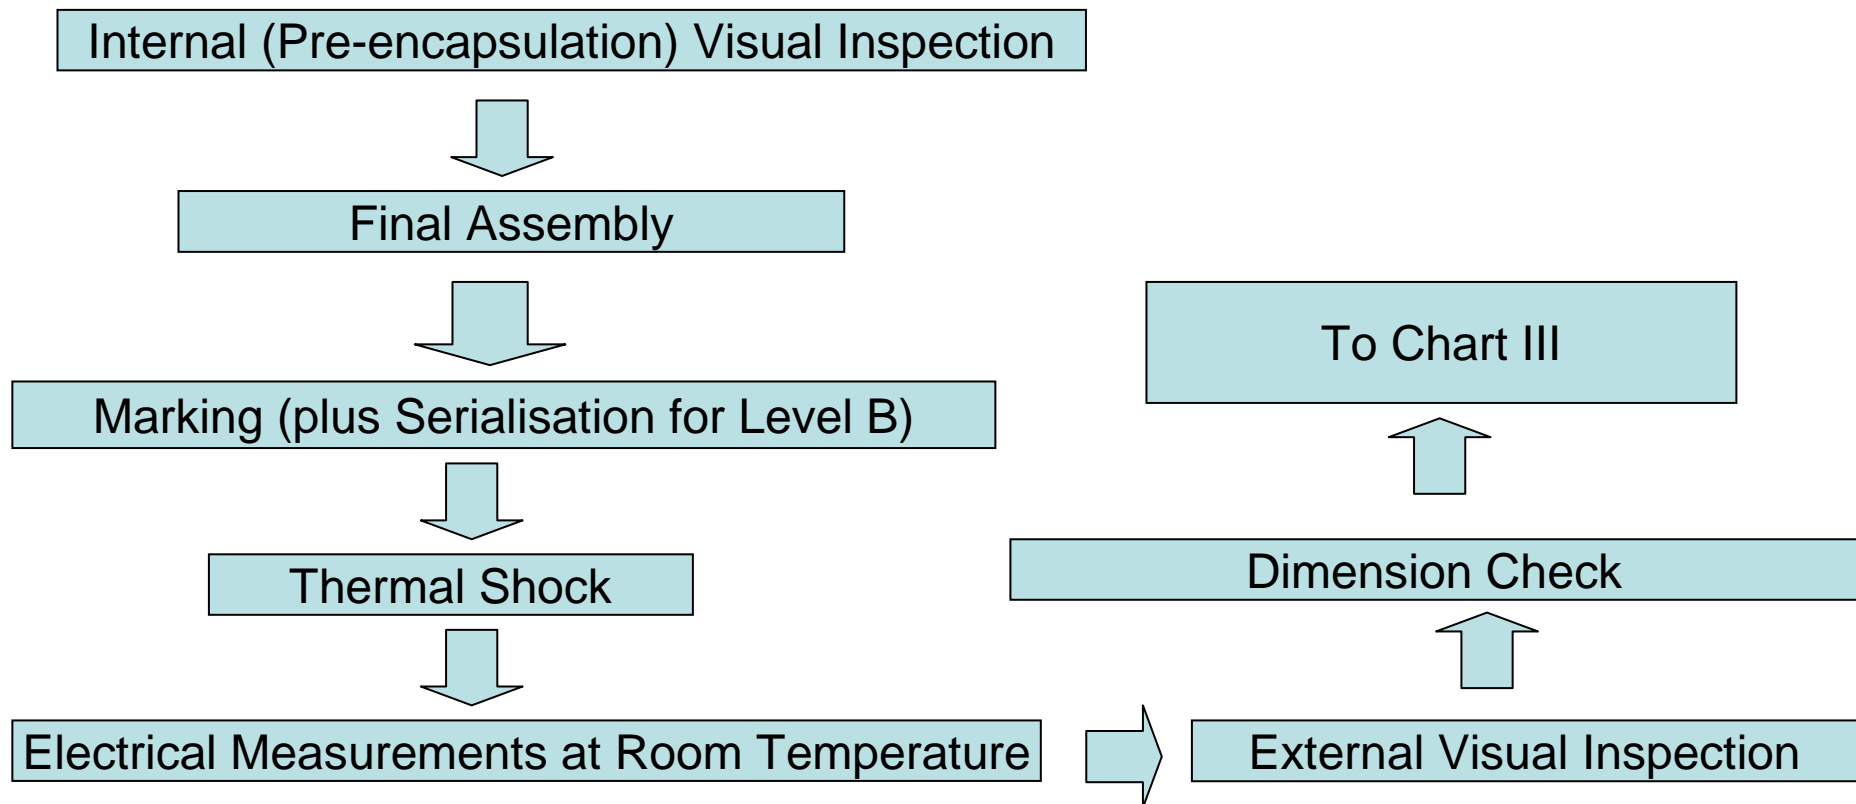 Internal (Pre-encapsulation) Visual Inspection
Final Assembly
Marking (plus Serialisation for Level B)
Thermal Shock
Electrical Measurements at Room Temperature
External Visual Inspection
Dimension Check
To Chart III